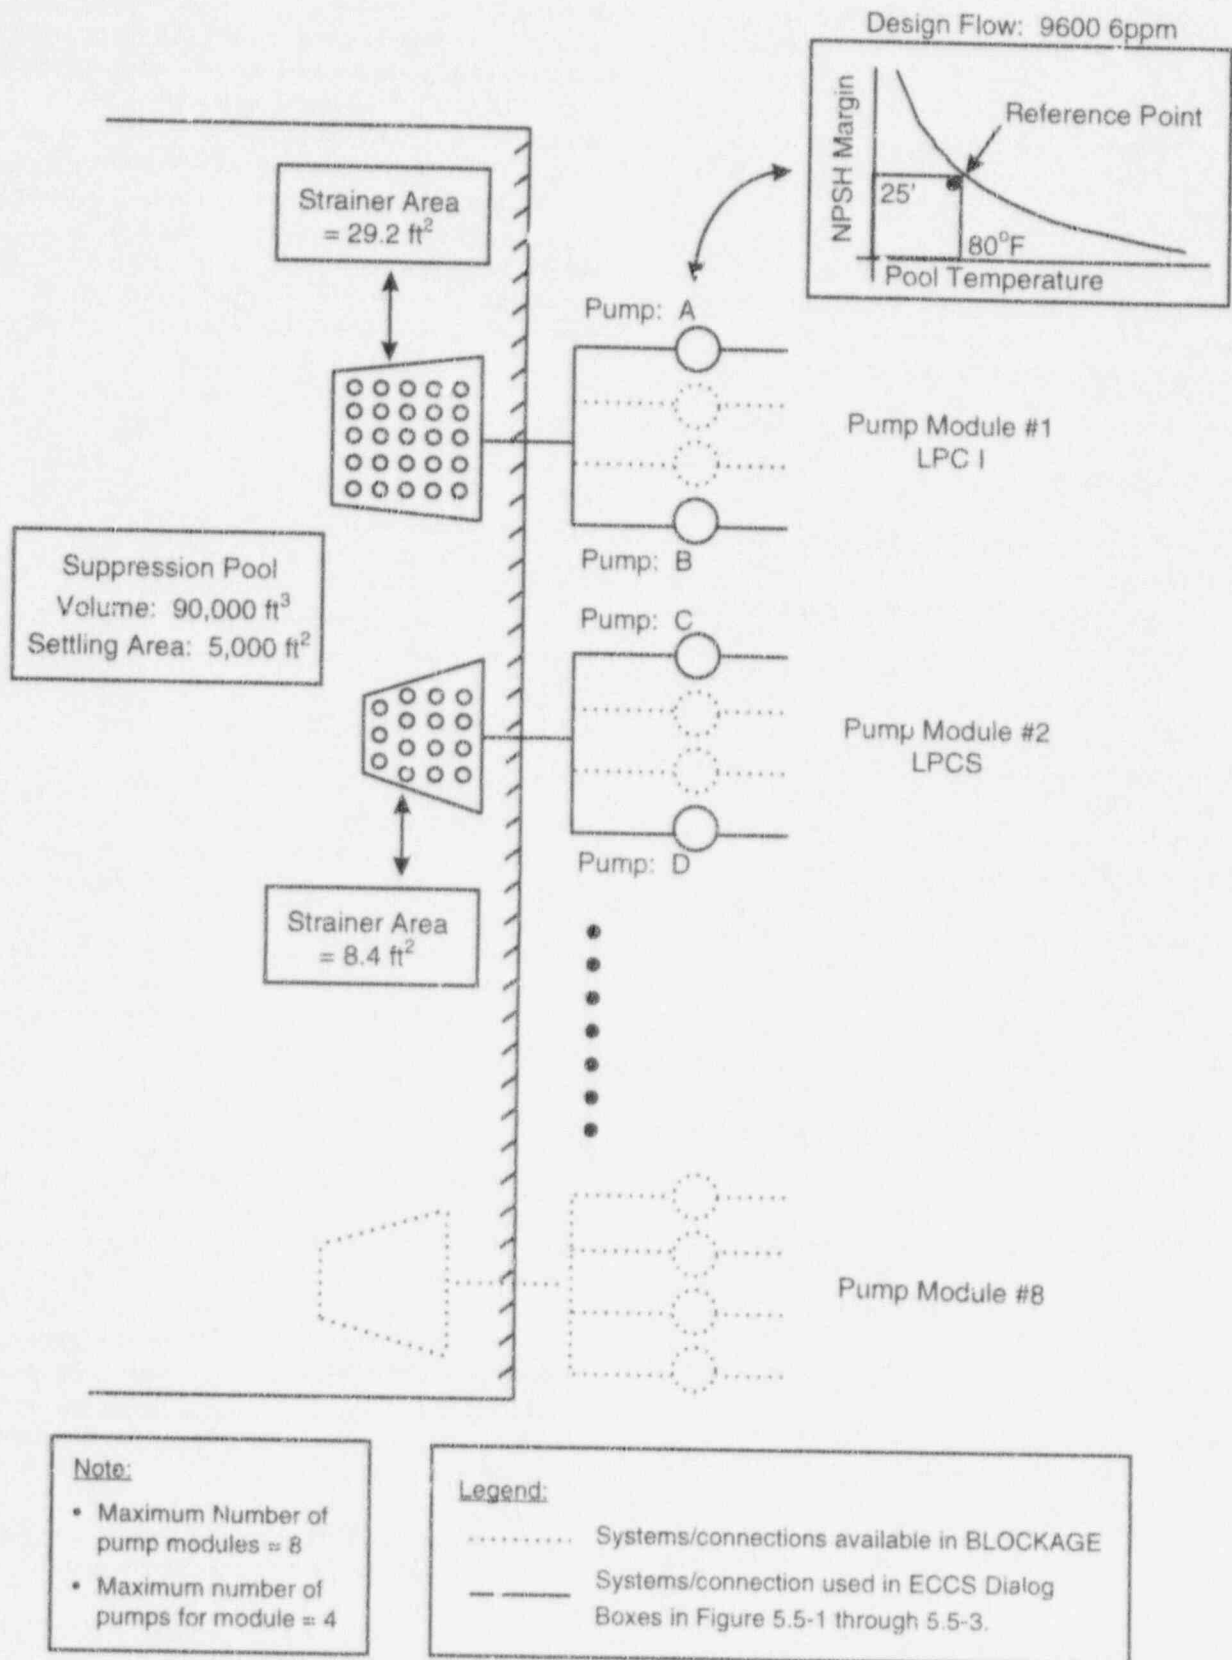 Design Flow: 9600 6ppm
NPSH Margin
Reference Point
25'
80°F
Pool Temperature
Strainer Area
= 29.2 ft²
Pump: A
Pump Module #1
LPC I
Pump: B
Suppression Pool
Volume: 90,000 ft³
Settling Area: 5,000 ft²
Pump: C
Pump Module #2
LPCS
Pump: D
Strainer Area
= 8.4 ft²
Pump Module #8
Note:
• Maximum Number of
pump modules = 8
• Maximum number of
pumps for module = 4
Legend:
Systems/connections available in BLOCKAGE
Systems/connection used in ECCS Dialog
Boxes in Figure 5.5-1 through 5.5-3.